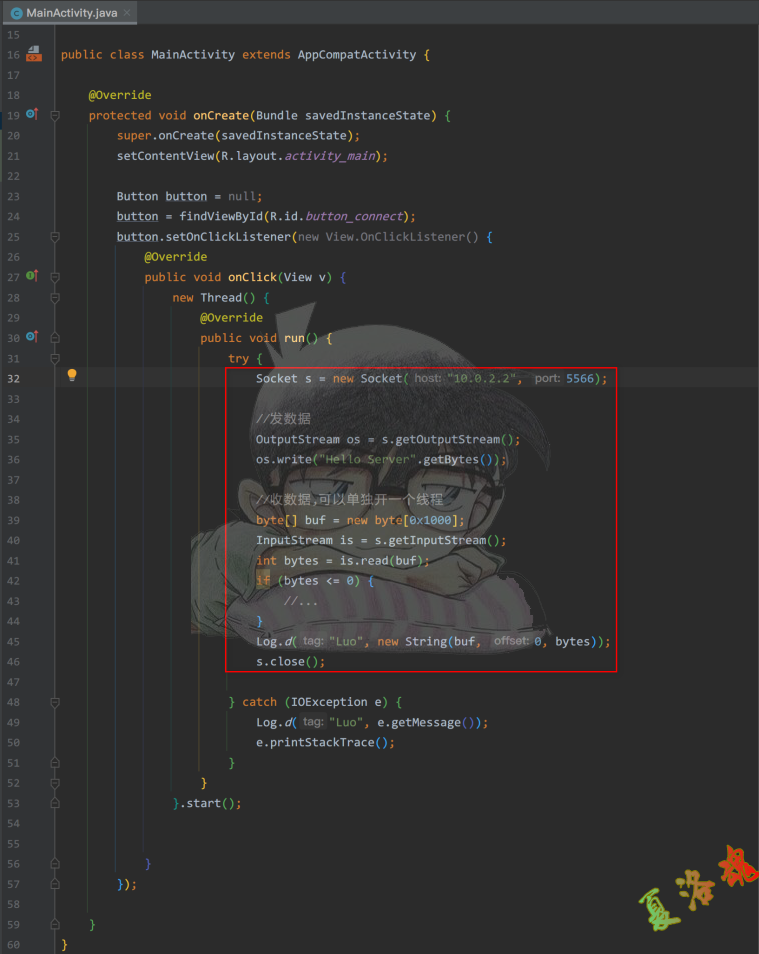 MainActivity.java
15
16 public class MainActivity extends AppCompatActivity {
17
18 @Override
19 protected void onCreate(Bundle savedInstanceState) {
20 super.onCreate(savedInstanceState);
21 setContentView(R.layout.activity_main);
22
23 Button button = null;
24 button = findViewById(R.id.button_connect);
25 button.setOnClickListener(new View.OnClickListener() {
26 @Override
27 public void onClick(View v) {
28 new Thread() {
29 @Override
30 public void run() {
31 try {
32 Socket s = new Socket( host: "10.0.2.2", port: 5566);
33
34 //发数据
35 OutputStream os = s.getOutputStream();
36 os.write("Hello Server".getBytes());
37
38 //收数据,可以单独开一个线程
39 byte[] buf = new byte[0x1000];
40 InputStream is = s.getInputStream();
41 int bytes = is.read(buf);
42 if (bytes <= 0) {
43 //...
44 }
45 Log.d( tag: "Luo", new String(buf, offset: 0, bytes));
46 s.close();
47
48 } catch (IOException e) {
49 Log.d( tag: "Luo", e.getMessage());
50 e.printStackTrace();
51 }
52 }
53 }.start();
54
55
56 }
57 });
58
59 }
60 }
夏洛魂